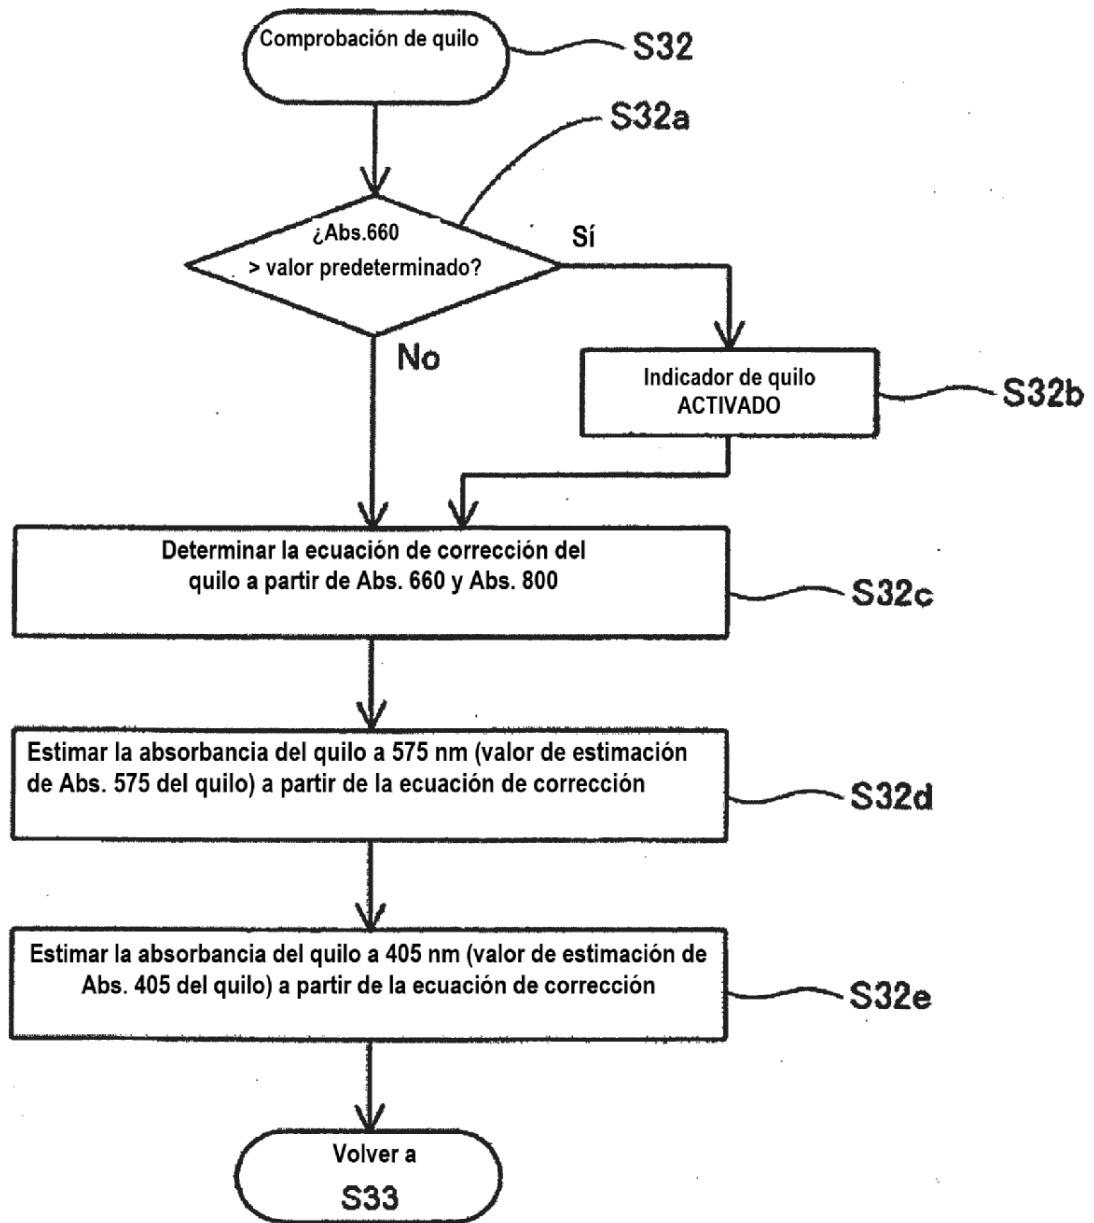 Comprobación de quilo
S32
S32a
¿Abs.660
> valor predeterminado?
Sí
No
Indicador de quilo
ACTIVADO
S32b
Determinar la ecuación de corrección del
quilo a partir de Abs. 660 y Abs. 800
S32c
Estimar la absorbancia del quilo a 575 nm (valor de estimación
de Abs. 575 del quilo) a partir de la ecuación de corrección
S32d
Estimar la absorbancia del quilo a 405 nm (valor de estimación de
Abs. 405 del quilo) a partir de la ecuación de corrección
S32e
Volver a
S33